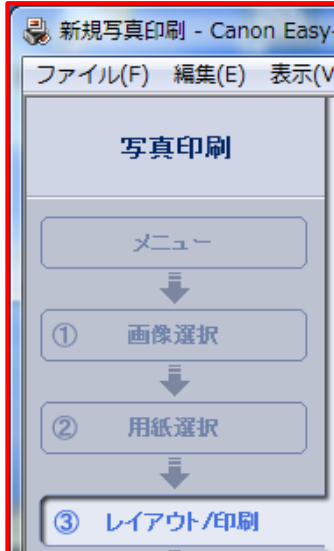 新規写真印刷 - Canon Easy-
ファイル(F) 編集(E) 表示(V
写真印刷
メニュー
① 画像選択
② 用紙選択
③ レイアウト/印刷